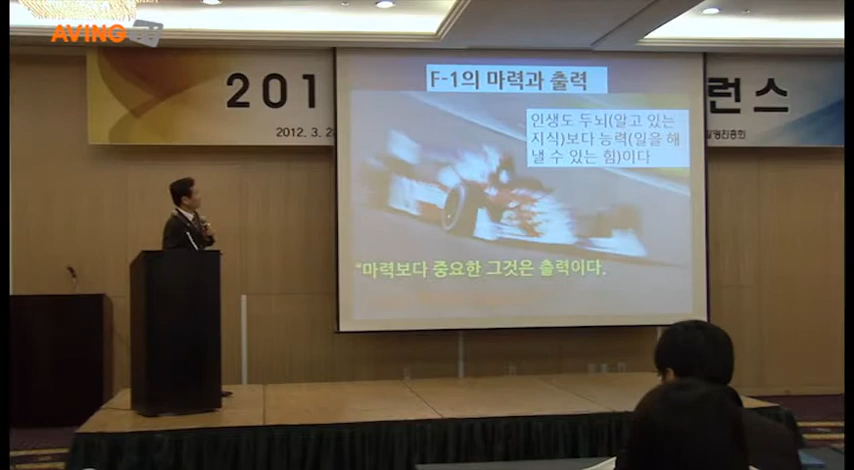 AVING
201
런스
2012. 3. 2
F-1의 마력과 출력
인생도 두뇌(알고 있는
지식)보다 능력(일을 해
낼 수 있는 힘)이다
"마력보다 중요한 그것은 출력이다.